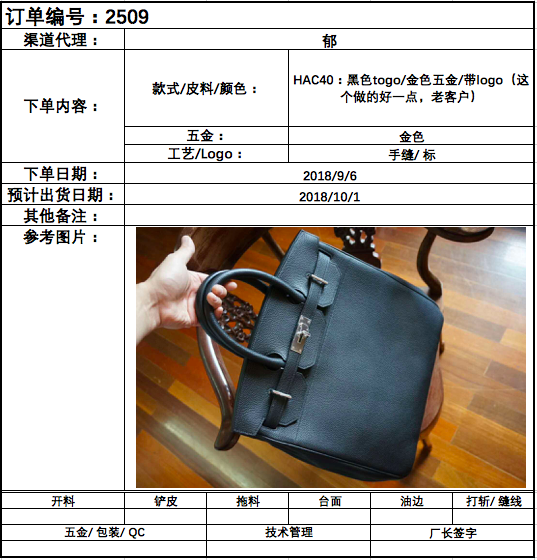 订单编号：2509
渠道代理： 郁
下单内容： 款式/皮料/颜色： HAC40：黑色togo/金色五金/带logo（这
个做的好一点，老客户）
五金： 金色
工艺/Logo： 手缝/ 标
下单日期： 2018/9/6
预计出货日期： 2018/10/1
其他备注：
参考图片：
开料 铲皮 拖料 台面 油边 打斩/ 缝线
五金/ 包装/ QC 技术管理 厂长签字